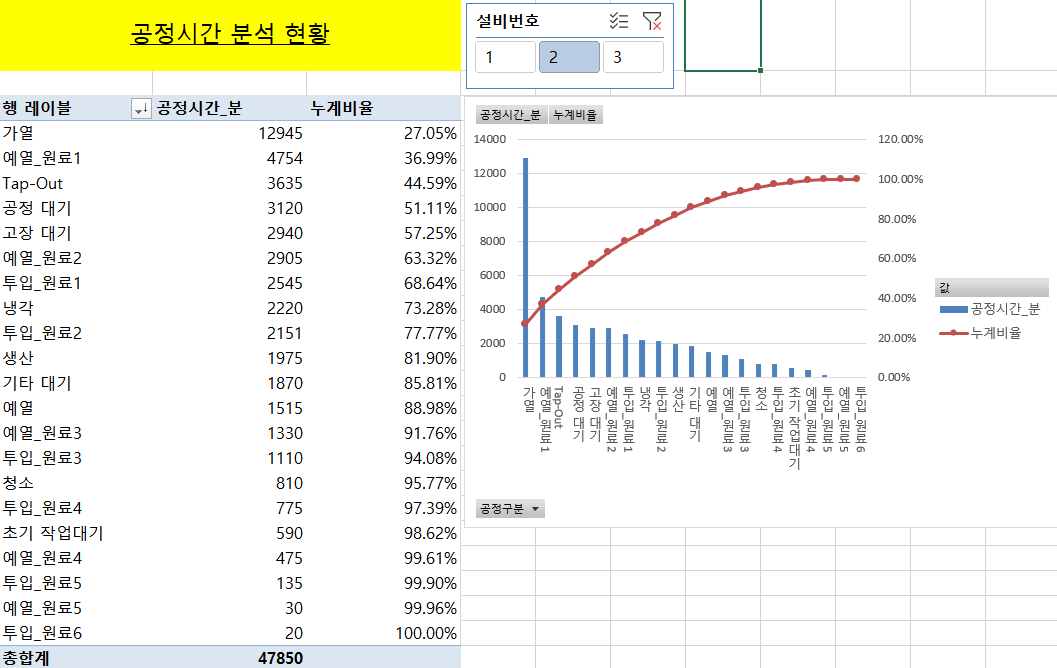 공정시간 분석 현황
설비번호
1 2 3
행 레이블 공정시간_분 누계비율
가열 12945 27.05%
예열_원료1 4754 36.99%
Tap-Out 3635 44.59%
공정 대기 3120 51.11%
고장 대기 2940 57.25%
예열_원료2 2905 63.32%
투입_원료1 2545 68.64%
냉각 2220 73.28%
투입_원료2 2151 77.77%
생산 1975 81.90%
기타 대기 1870 85.81%
예열 1515 88.98%
예열_원료3 1330 91.76%
투입_원료3 1110 94.08%
청소 810 95.77%
투입_원료4 775 97.39%
초기 작업대기 590 98.62%
예열_원료4 475 99.61%
투입_원료5 135 99.90%
예열_원료5 30 99.96%
투입_원료6 20 100.00%
총합계 47850
공정시간_분 누계비율
14000 120.00%
12000 100.00%
10000 80.00%
8000 60.00%
6000 40.00%
4000 20.00%
2000 0.00%
0
가열
예열_원료1
Tap-Out
공정 대기
고장 대기
예열_원료2
투입_원료1
냉각
투입_원료2
생산
기타 대기
예열
예열_원료3
투입_원료3
청소
투입_원료4
초기 작업대기
예열_원료4
투입_원료5
예열_원료5
투입_원료6
값
공정시간_분
누계비율
공정구분